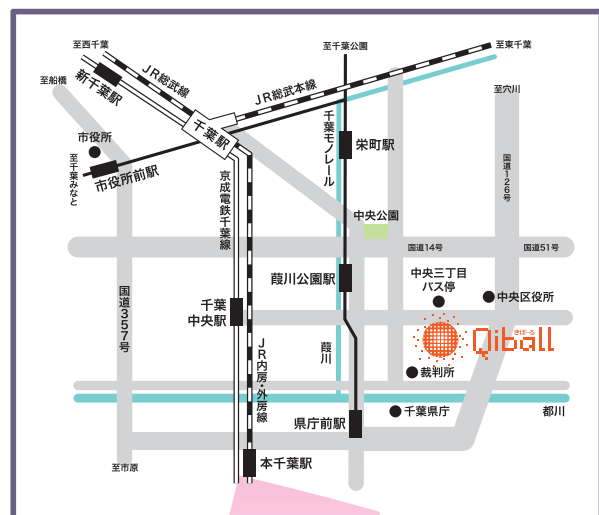 至西千葉
至千葉公園
至東千葉
JR総武線
JR総武本線
至船橋
新千葉駅
至穴川
千葉駅
千葉モノレール
栄町駅
市役所
至千葉みなと
市役所前駅
国道126号
京成電鉄千葉線
中央公園
国道14号
国道51号
葭川公園駅
中央三丁目
バス停
中央区役所
国道357号
千葉
中央駅
きぼーる
Qiball
JR内房・外房線
葭川
裁判所
千葉県庁
都川
県庁前駅
至市原
本千葉駅